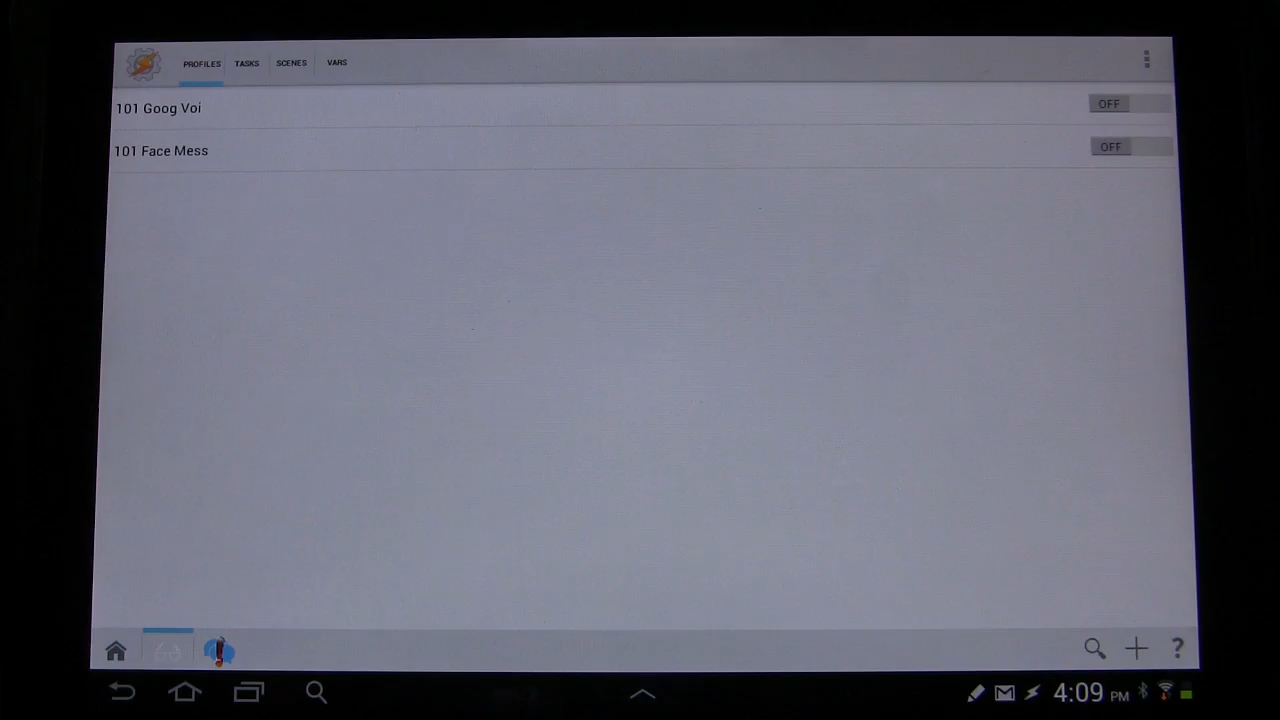 PROFILES TASKS SCENES VARS
101 Goog Voi OFF
101 Face Mess OFF
?
4:09 PM